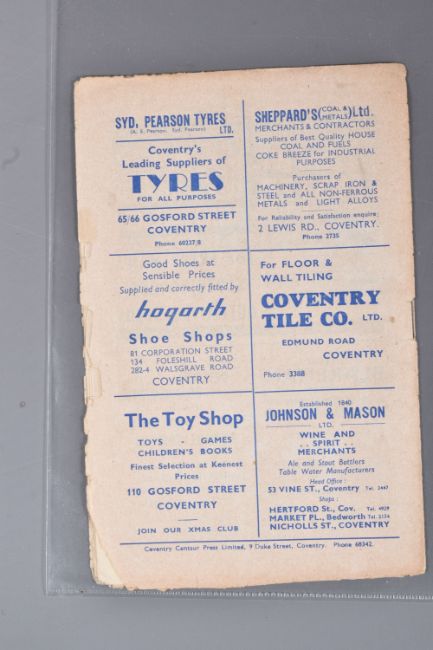 SYD. PEARSON TYRES
LTD.
Coventry's
Leading Suppliers of
TYRES
FOR ALL PURPOSES
65/66 GOSFORD STREET
COVENTRY
Phone 60237/8
SHEPPARD'S (COAL & METALS) Ltd.
MERCHANTS & CONTRACTORS
Suppliers of Best Quality HOUSE
COAL AND FUELS
COKE BREEZE for INDUSTRIAL
PURPOSES
Purchasers of
MACHINERY, SCRAP IRON &
STEEL and ALL NON-FERROUS
METALS and LIGHT ALLOYS
For Reliability and Satisfaction enquire:
2 LEWIS RD., COVENTRY.
Phone 2735
Good Shoes at
Sensible Prices
Supplied and correctly fitted by
hogarth
Shoe Shops
81 CORPORATION STREET
134 FOLESHILL ROAD
282-4 WALSGRAVE ROAD
COVENTRY
For FLOOR &
WALL TILING
COVENTRY
TILE CO. LTD.
EDMUND ROAD
COVENTRY
Phone 3388
The Toy Shop
TOYS - GAMES
CHILDREN'S BOOKS
Finest Selection at Keenest
Prices
110 GOSFORD STREET
COVENTRY
JOIN OUR XMAS CLUB
Established 1840
JOHNSON & MASON
LTD.
WINE AND
. . SPIRIT . .
MERCHANTS
Ale and Stout Bottlers
Table Water Manufacturers
Head Office:
53 VINE ST., Coventry Tel. 2447
Shops:
HERTFORD St., Cov. Tel. 4929
MARKET PL., Bedworth Tel. 2134
NICHOLLS ST., COVENTRY
Coventry Centaur Press Limited, 9 Duke Street, Coventry. Phone 68242.